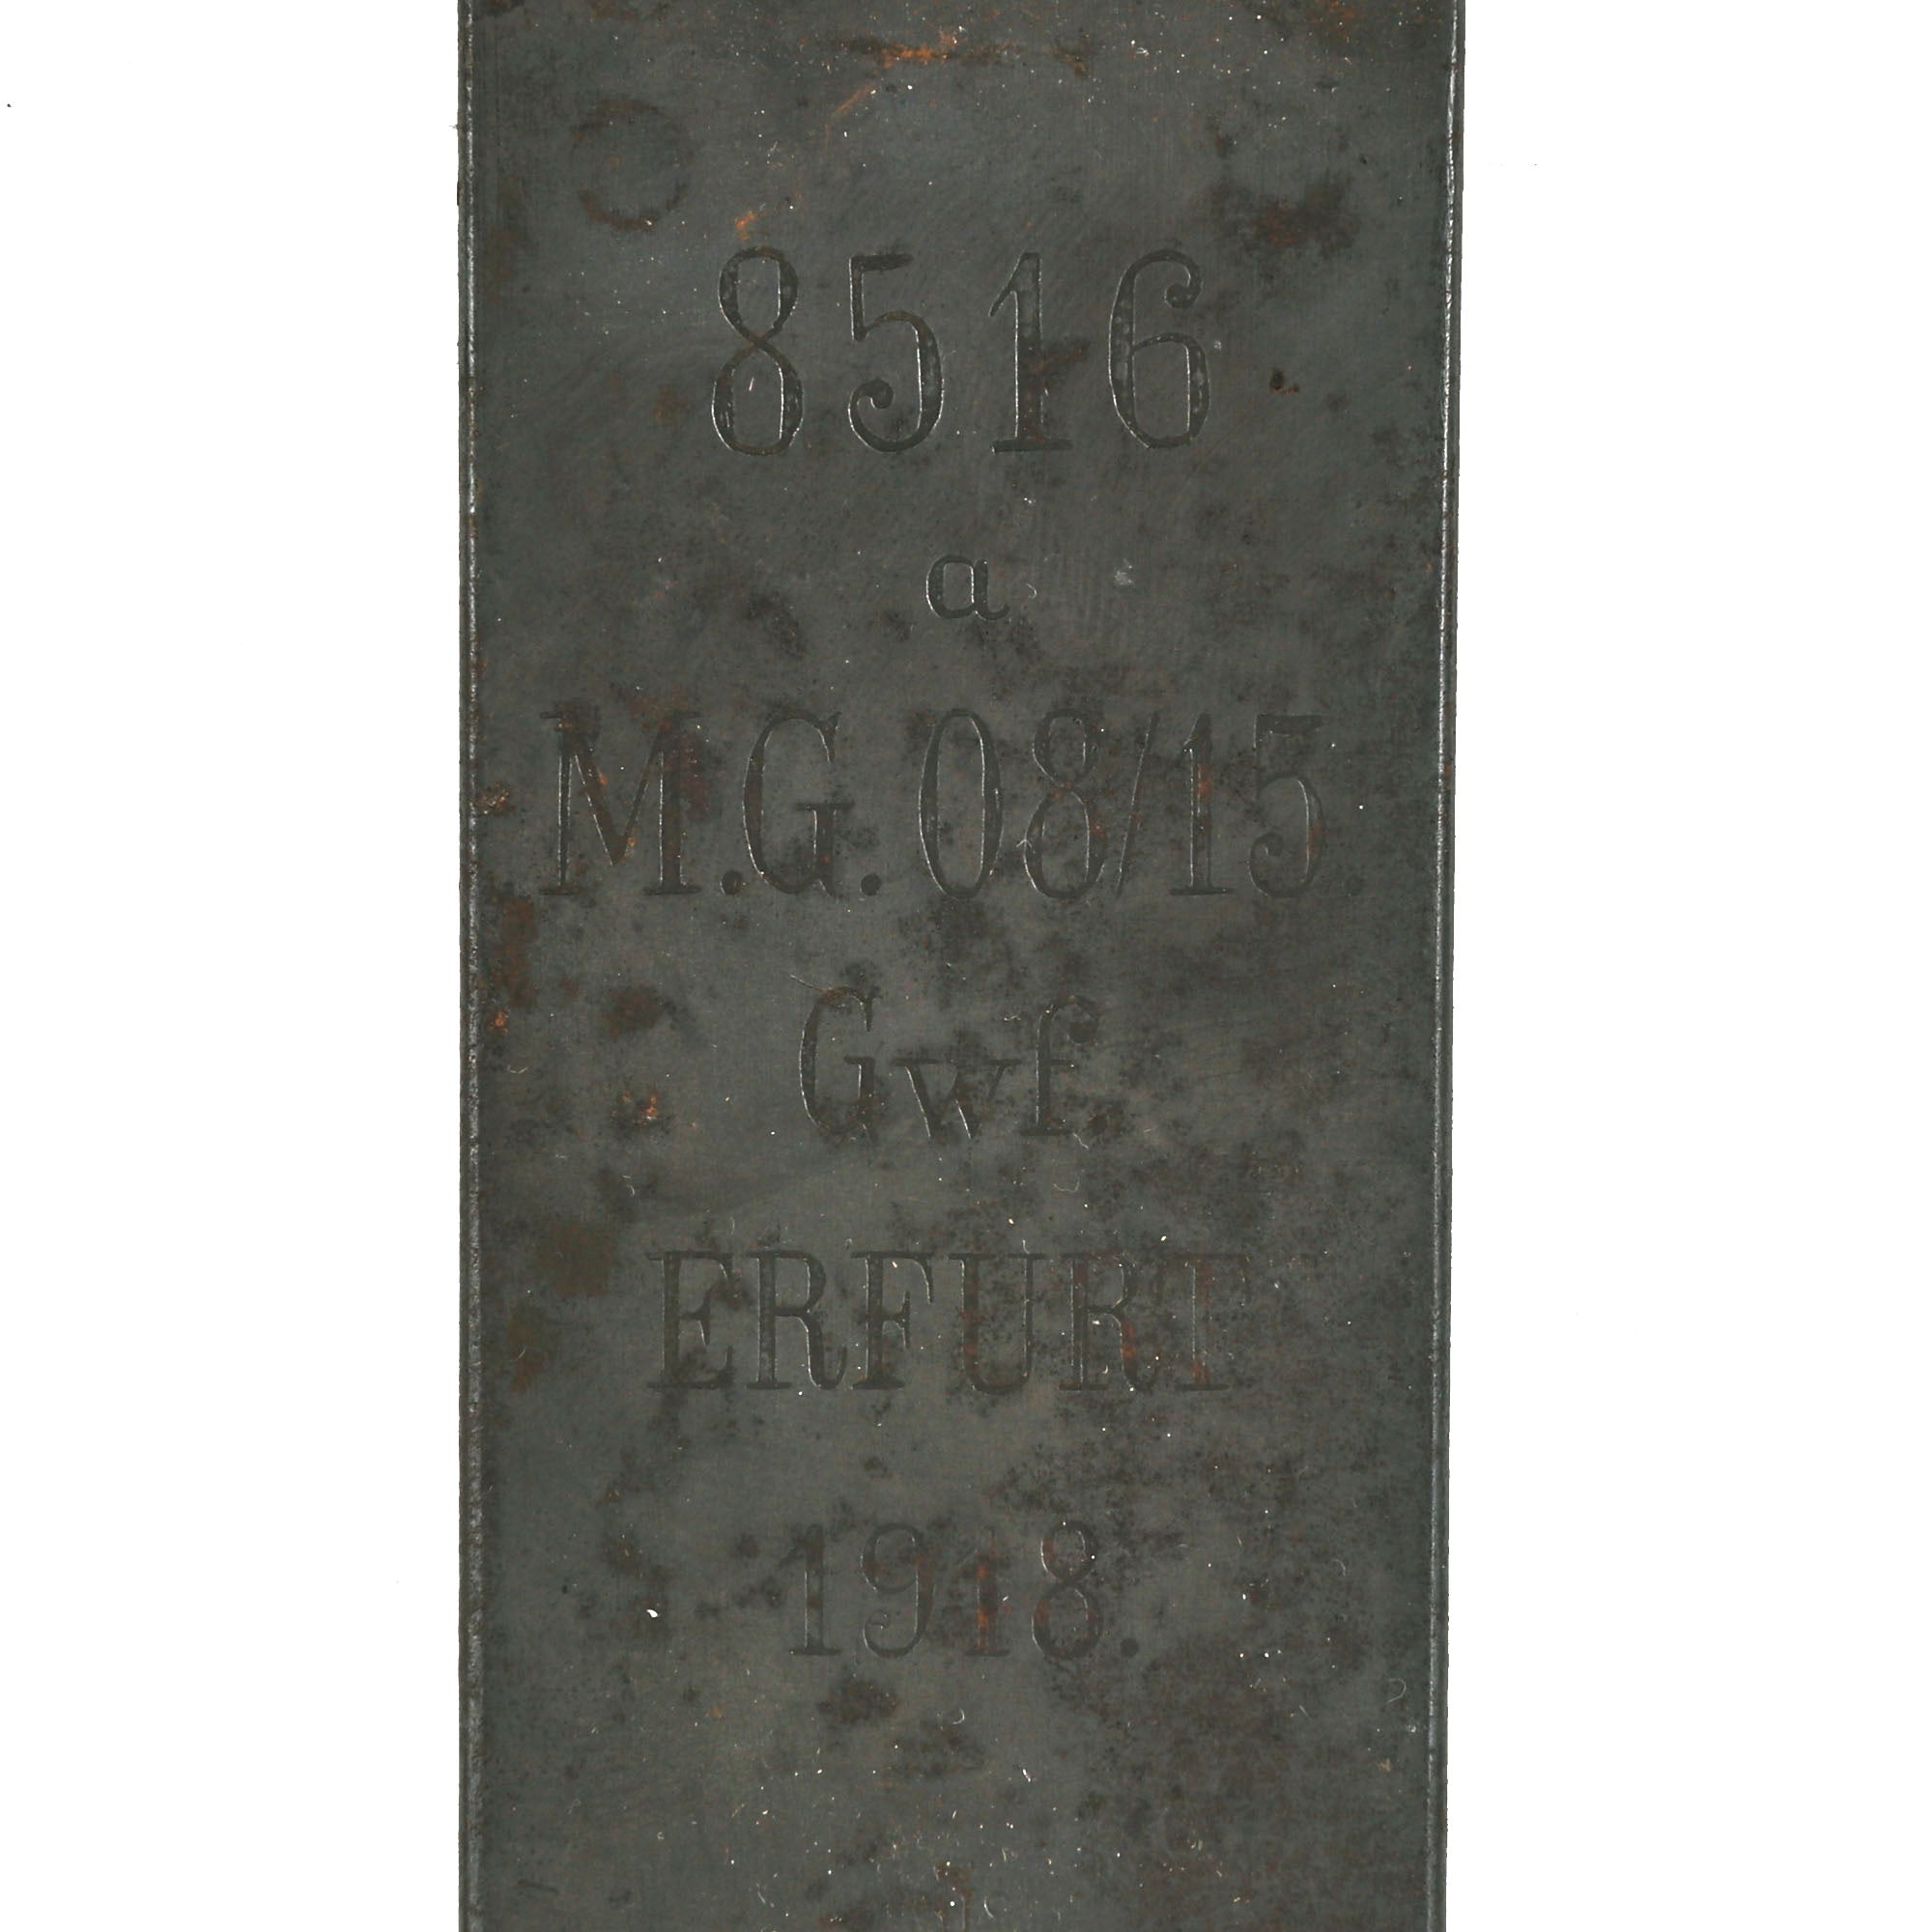 8516
a
M.G. 08/15.
Gwf.
ERFURT
1918.